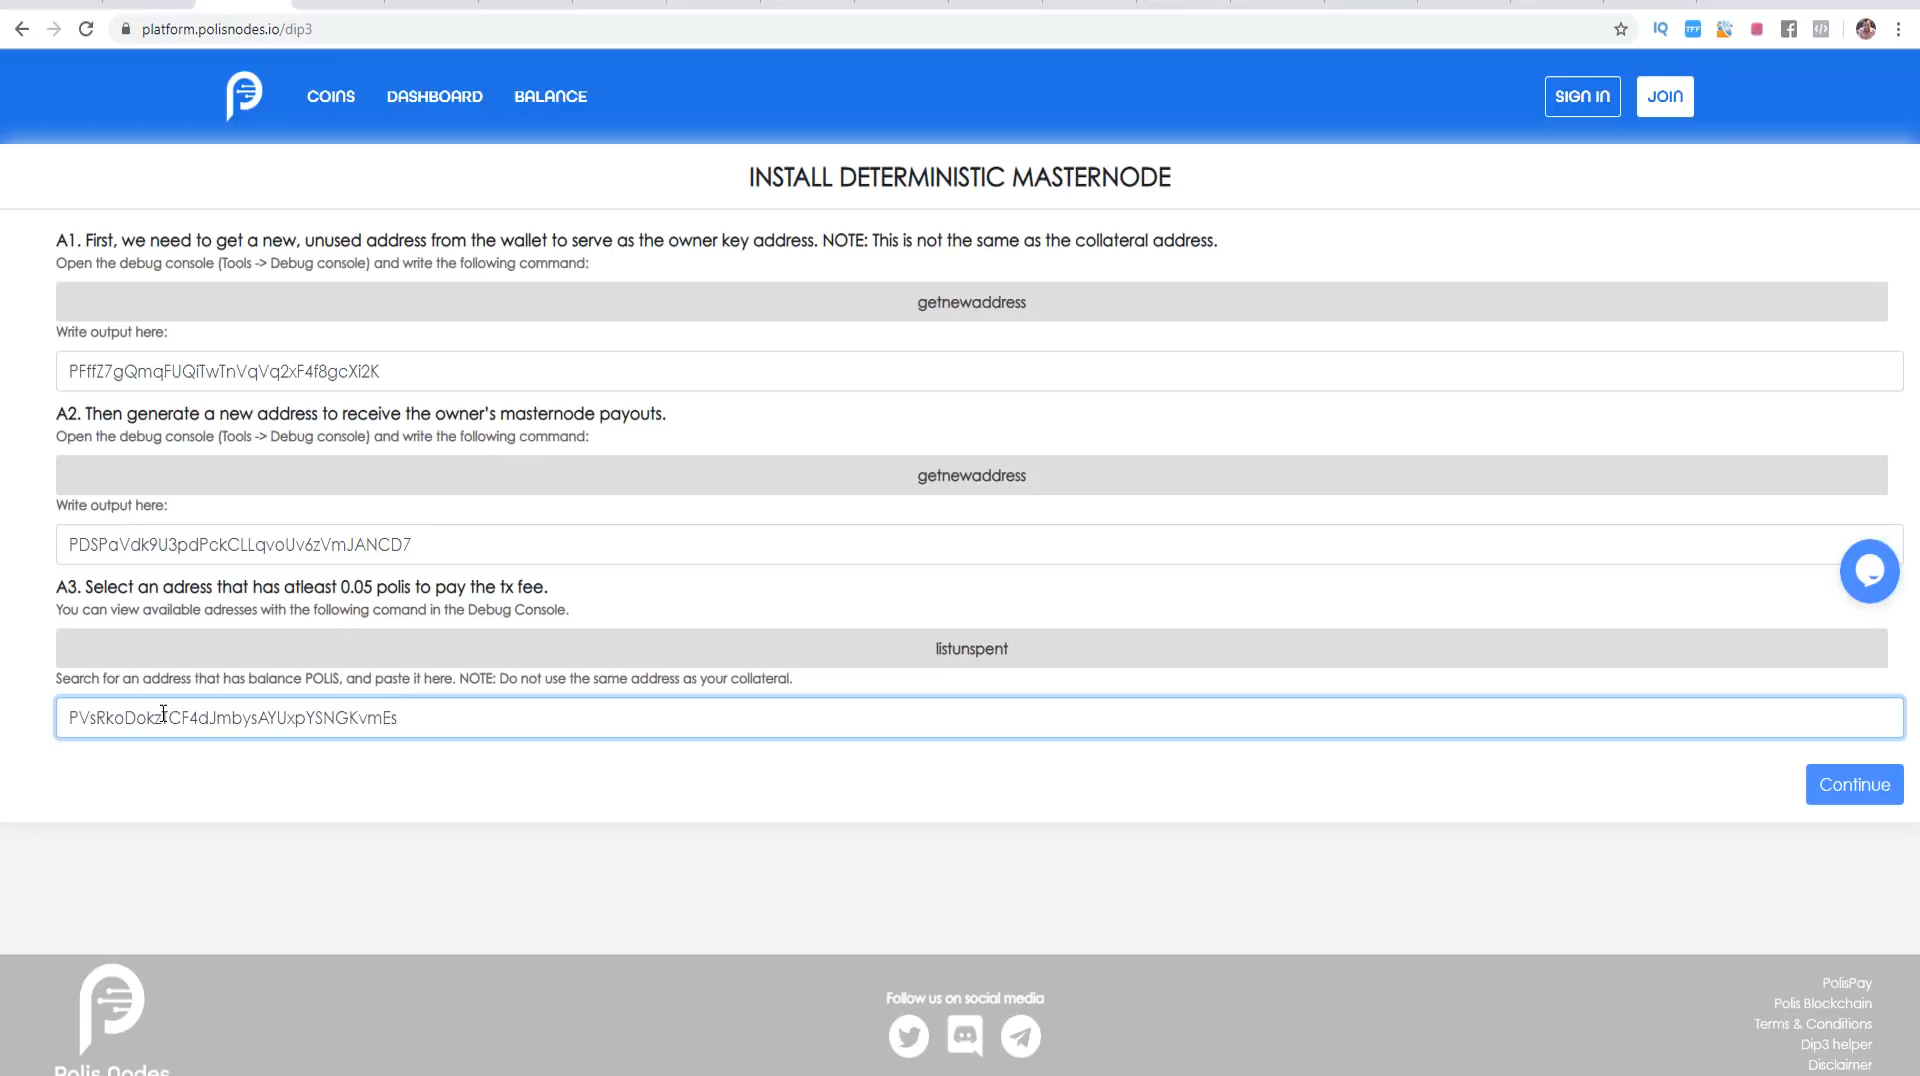 platform.polisnodes.io/dip3
IQ
TFF
COINS DASHBOARD BALANCE
SIGN IN JOIN
INSTALL DETERMINISTIC MASTERNODE
A1. First, we need to get a new, unused address from the wallet to serve as the owner key address. NOTE: This is not the same as the collateral address.
Open the debug console (Tools -> Debug console) and write the following command:
getnewaddress
Write output here:
PFffZ7gQmqFUQiTwTnVqVq2xF4f8gcXi2K
A2. Then generate a new address to receive the owner’s masternode payouts.
Open the debug console (Tools -> Debug console) and write the following command:
getnewaddress
Write output here:
PDSPaVdk9U3pdPckCLLqvoUv6zVmJANCD7
A3. Select an adress that has atleast 0.05 polis to pay the tx fee.
You can view available adresses with the following comand in the Debug Console.
listunspent
Search for an address that has balance POLIS, and paste it here. NOTE: Do not use the same address as your collateral.
Continue
Follow us on social media
PolisPay
Polis Blockchain
Terms & Conditions
Dip3 helper
Disclaimer
Polis Nodes